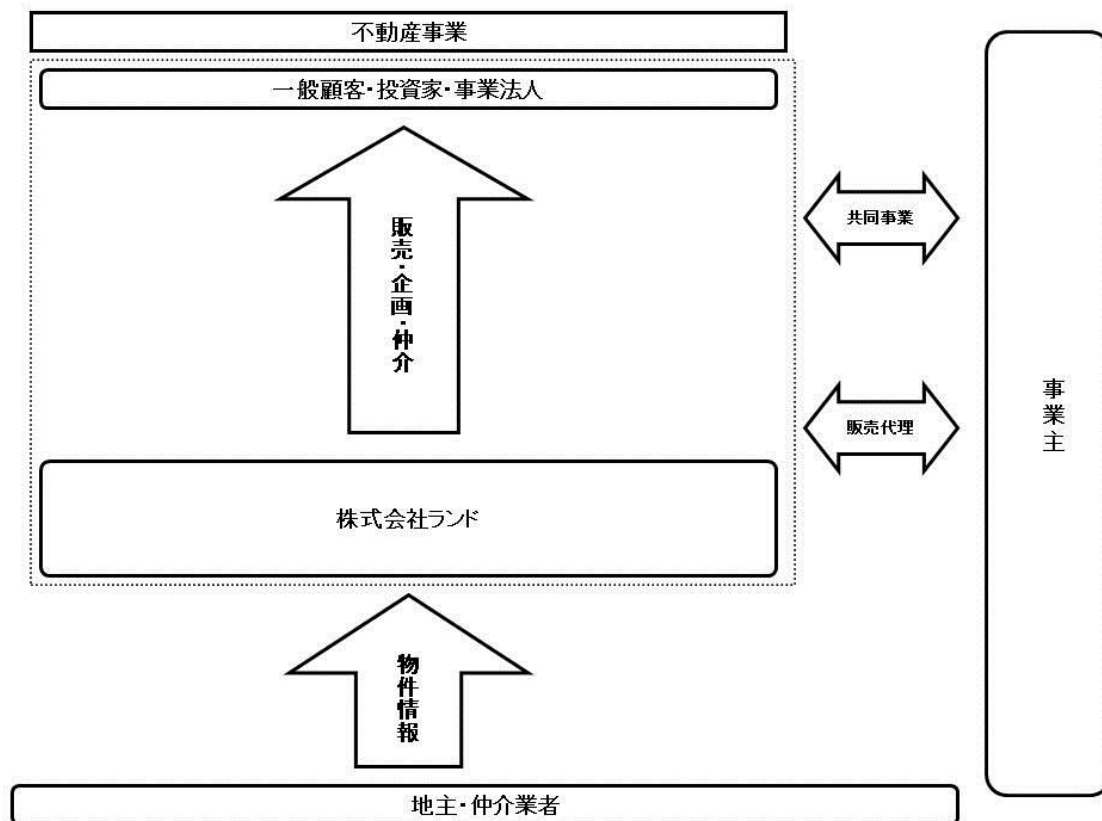 不動産事業
一般顧客・投資家・事業法人
販売・企画・仲介
共同事業
販売代理
事業主
株式会社ランド
物件情報
地主・仲介業者